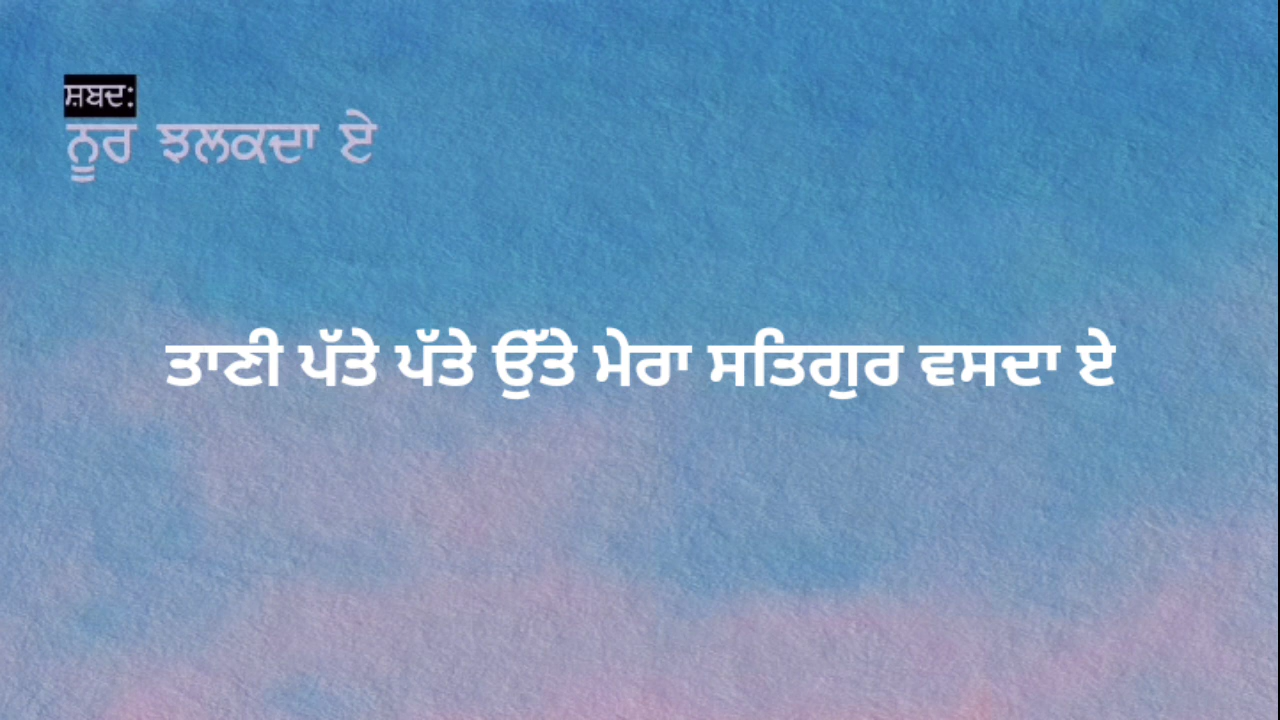 ਸ਼ਬਦ:
ਨੂਰ ਝਲਕਦਾ ਏ
ਤਾਣੀ ਪੱਤੇ ਪੱਤੇ ਉੱਤੇ ਮੇਰਾ ਸਤਿਗੁਰ ਵਸਦਾ ਏ